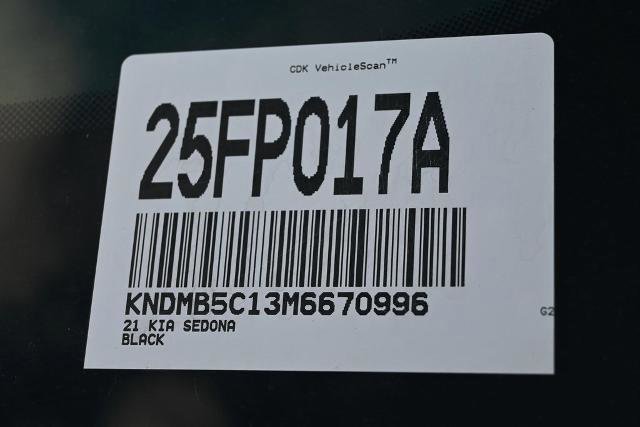 CDK VehicleScan™
25FP017A
KNDMB5C13M6670996
21 KIA SEDONA
BLACK
G2